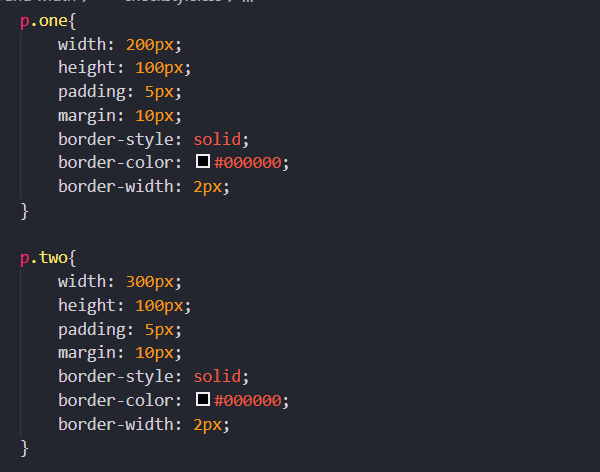 p.one{
    width: 200px;
    height: 100px;
    padding: 5px;
    margin: 10px;
    border-style: solid;
    border-color: #000000;
    border-width: 2px;
}
p.two{
    width: 300px;
    height: 100px;
    padding: 5px;
    margin: 10px;
    border-style: solid;
    border-color: #000000;
    border-width: 2px;
}